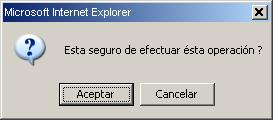 Microsoft Internet Explorer
Esta seguro de efectuar ésta operación ?
Aceptar
Cancelar